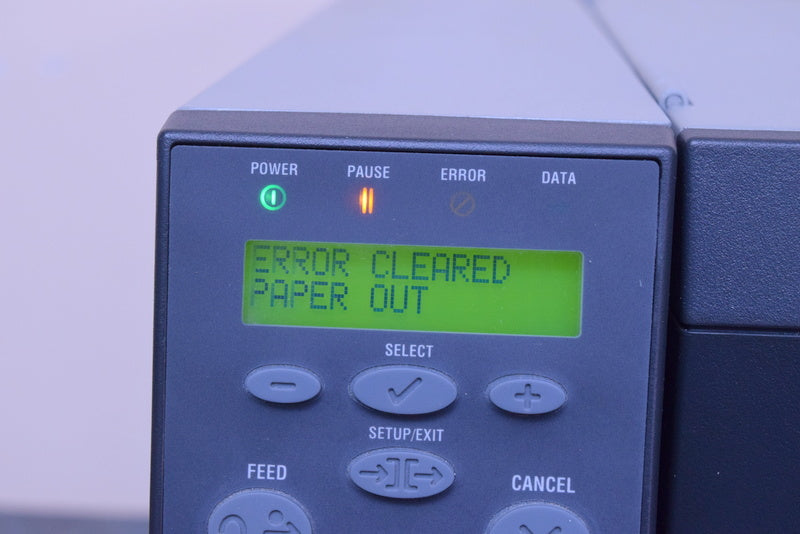 POWER PAUSE ERROR DATA
ERROR CLEARED
PAPER OUT
SELECT
SETUP/EXIT
FEED CANCEL